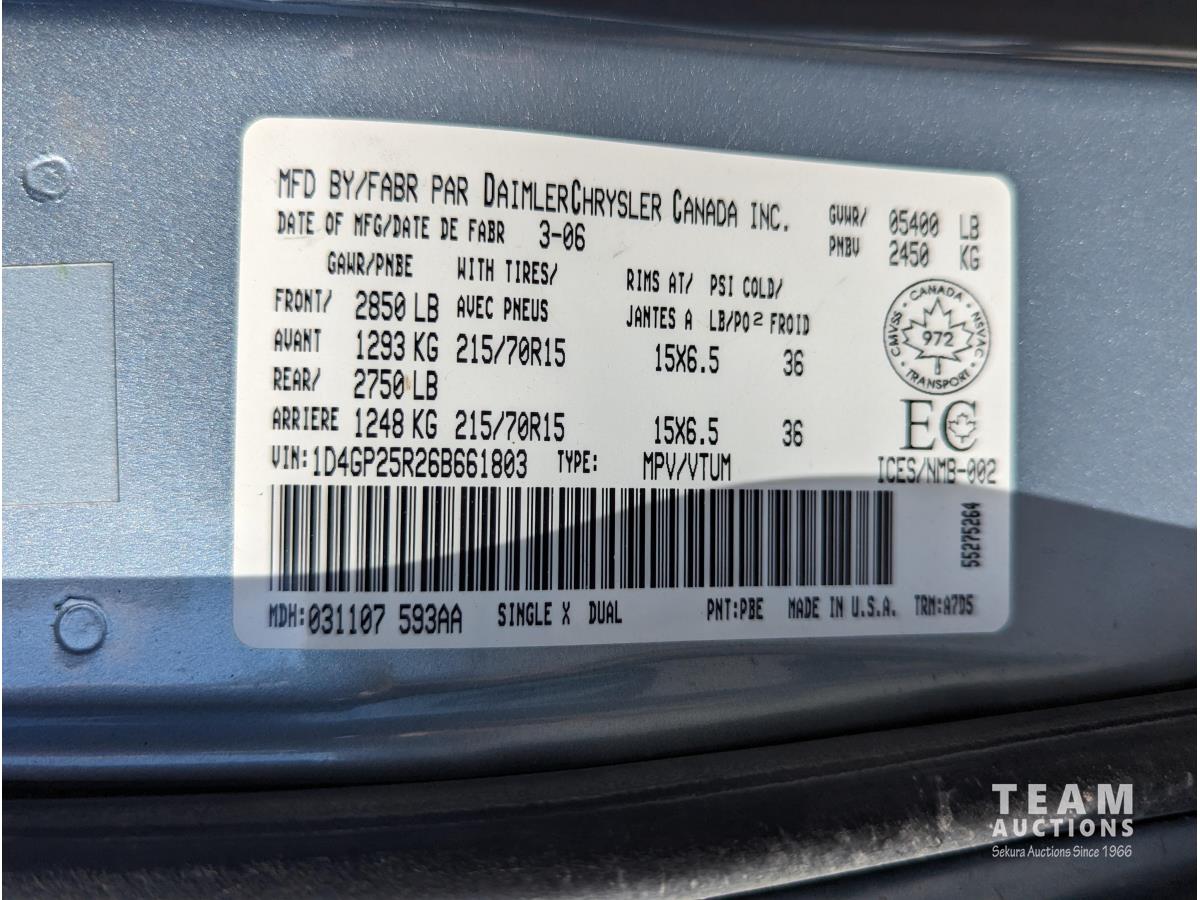 MFD BY/FABR PAR DAIMLERCHRYSLER CANADA INC.
GVWR/ 05400 LB
DATE OF MFG/DATE DE FABR 3-06
PNBV 2450 KG
GAWR/PNBE WITH TIRES/ RIMS AT/ PSI COLD/
FRONT/ 2850 LB AVEC PNEUS JANTES A LB/PO2 FROID
AVANT 1293 KG 215/70R15 15X6.5 36
REAR/ 2750 LB
ARRIERE 1248 KG 215/70R15 15X6.5 36
VIN: 1D4GP25R26B661803 TYPE: MPV/VTUM
CANADA
CMVSS 972 NSVAC
TRANSPORT
EC
ICES/NMB-002
55275264
MDH: 031107 593AA SINGLE X DUAL PNT:PBE MADE IN U.S.A. TRM:A7D5
TEAM
AUCTIONS
Sekura Auctions Since 1966